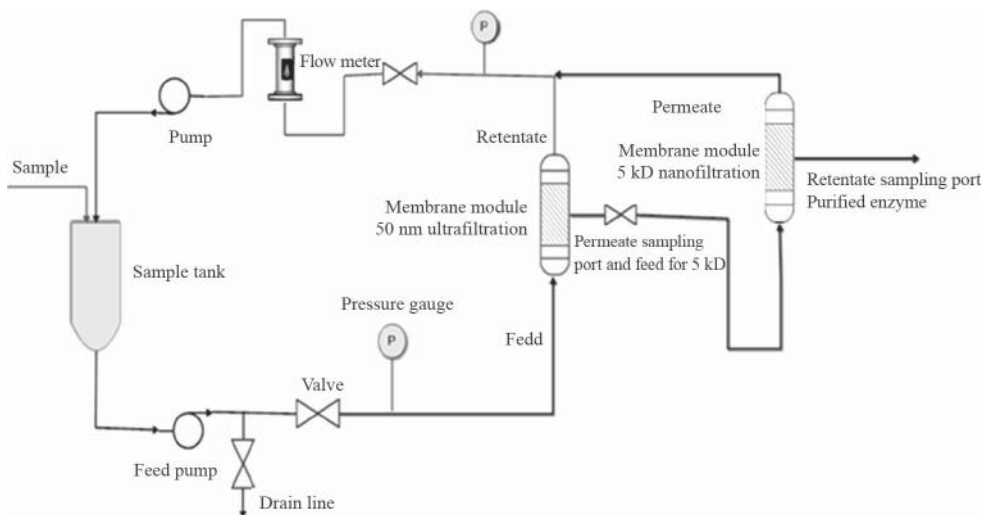 P
Flow meter
Permeate
Pump
Retentate
Membrane module
5 kD nanofiltration
Sample
Retentate sampling port
Purified enzyme
Membrane module
50 nm ultrafiltration
Permeate sampling
port and feed for 5 kD
Sample tank
Pressure gauge
P
Fedd
Valve
Feed pump
Drain line